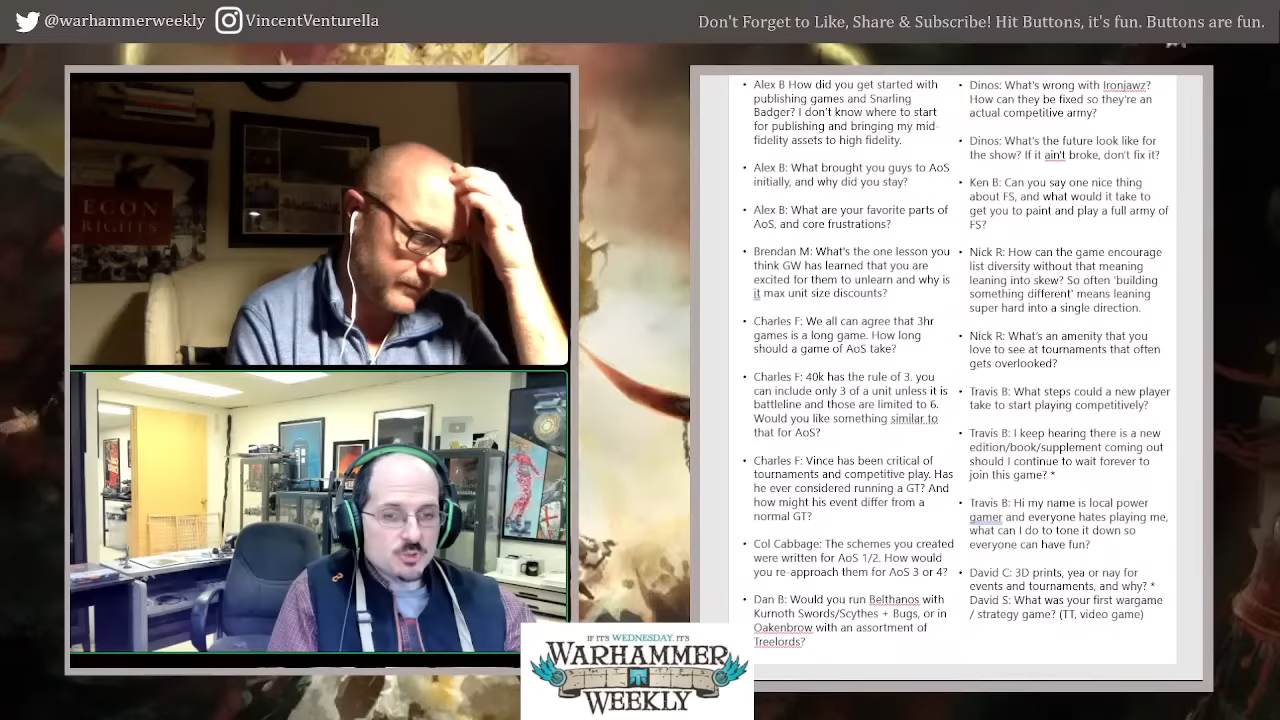 @warhammerweekly VincentVenturella
Don't Forget to Like, Share & Subscribe! Hit Buttons, it's fun. Buttons are fun.
ECON
RIGHTS
• Alex B How did you get started with
publishing games and Snarling
Badger? I don't know where to start
for publishing and bringing my mid-
fidelity assets to high fidelity.
• Alex B: What brought you guys to AoS
initially, and why did you stay?
• Alex B: What are your favorite parts of
AoS, and core frustrations?
• Brendan M: What's the one lesson you
think GW has learned that you are
excited for them to unlearn and why is
it max unit size discounts?
• Charles F: We all can agree that 3hr
games is a long game. How long
should a game of AoS take?
• Charles F: 40k has the rule of 3. you
can include only 3 of a unit unless it is
battleline and those are limited to 6.
Would you like something similar to
that for AoS?
• Charles F: Vince has been critical of
tournaments and competitive play. Has
he ever considered running a GT? And
how might his event differ from a
normal GT?
• Col Cabbage: The schemes you created
were written for AoS 1/2. How would
you re-approach them for AoS 3 or 4?
• Dan B: Would you run Belthanos with
Kurnoth Swords/Scythes + Bugs, or in
Oakenbrow with an assortment of
Treelords?
• Dinos: What's wrong with Ironjawz?
How can they be fixed so they're an
actual competitive army?
• Dinos: What's the future look like for
the show? If it ain't broke, don't fix it?
• Ken B: Can you say one nice thing
about FS, and what would it take to
get you to paint and play a full army of
FS?
• Nick R: How can the game encourage
list diversity without that meaning
leaning into skew? So often 'building
something different' means leaning
super hard into a single direction.
• Nick R: What's an amenity that you
love to see at tournaments that often
gets overlooked?
• Travis B: What steps could a new player
take to start playing competitively?
• Travis B: I keep hearing there is a new
edition/book/supplement coming out
should I continue to wait forever to
join this game? *
• Travis B: Hi my name is local power
gamer and everyone hates playing me,
what can I do to tone it down so
everyone can have fun?
• David C: 3D prints, yea or nay for
events and tournaments, and why? *
David S: What was your first wargame
/ strategy game? (TT, video game)
IF IT'S WEDNESDAY, IT'S
WARHAMMER
WEEKLY